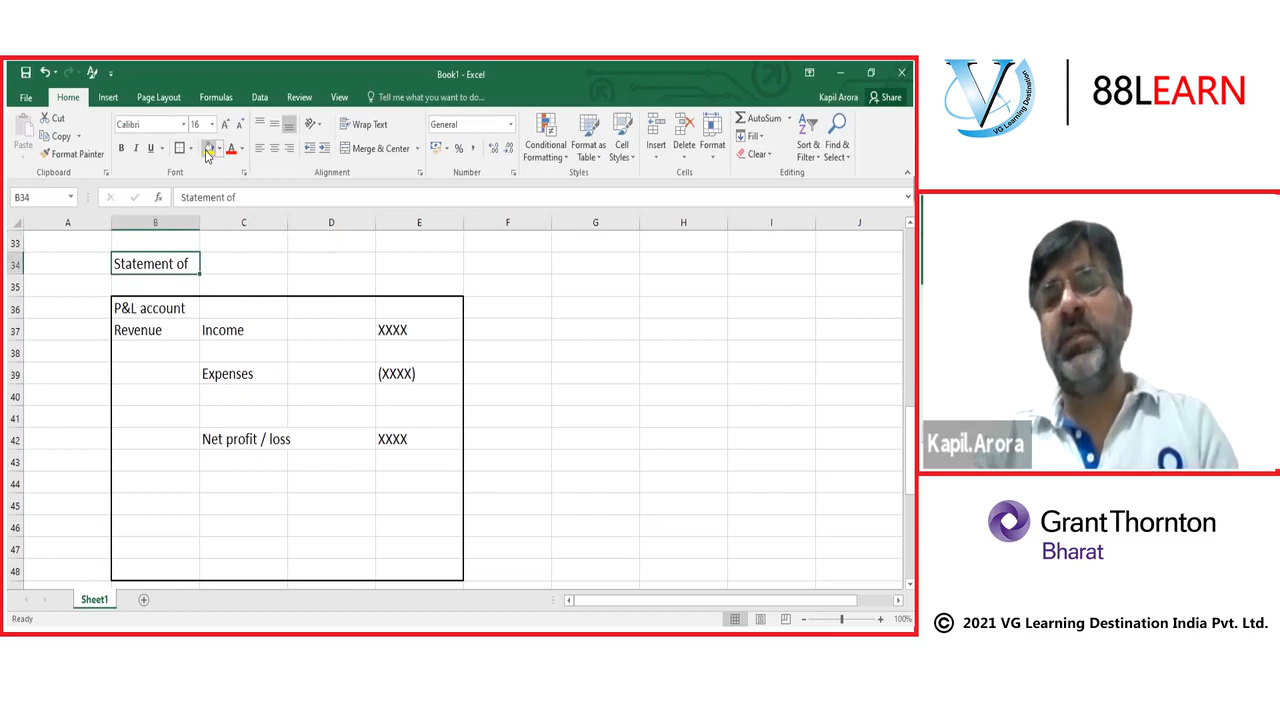 Book1 - Excel
File Home Insert Page Layout Formulas Data Review View Tell me what you want to do... Kapil Arora Share
Paste Cut Copy Format Painter Clipboard
Calibri 16 Font
B I U A
Wrap Text Merge & Center Alignment
General % Number
Conditional Formatting Format as Table Cell Styles Styles
Insert Delete Format Cells
AutoSum Fill Clear Sort & Filter Find & Select Editing
B34 fx Statement of
A B C D E F G H I J
33
34 Statement of
35
36 P&L account
37 Revenue Income XXXX
38
39 Expenses (XXXX)
40
41
42 Net profit / loss XXXX
43
44
45
46
47
48
Sheet1
Ready 100%
V
VG Learning Destination
88LEARN
Kapil.Arora
Grant Thornton
Bharat
© 2021 VG Learning Destination India Pvt. Ltd.